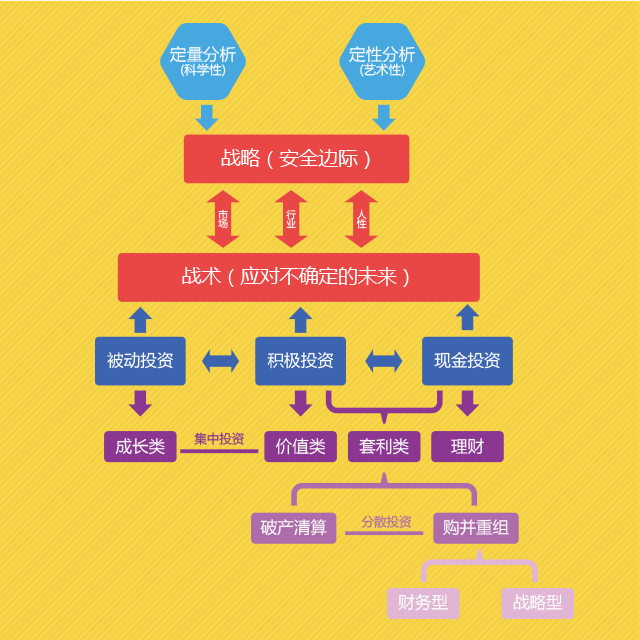 定量分析
(科学性)
定性分析
(艺术性)
战略（安全边际）
市场
行业
人性
战术（应对不确定的未来）
被动投资
积极投资
现金投资
成长类
集中投资
价值类
套利类
理财
破产清算
分散投资
购并重组
财务型
战略型